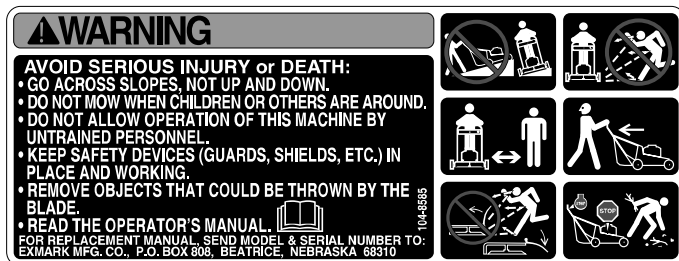 WARNING
AVOID SERIOUS INJURY or DEATH:
• GO ACROSS SLOPES, NOT UP AND DOWN.
• DO NOT MOW WHEN CHILDREN OR OTHERS ARE AROUND.
• DO NOT ALLOW OPERATION OF THIS MACHINE BY
UNTRAINED PERSONNEL.
• KEEP SAFETY DEVICES (GUARDS, SHIELDS, ETC.) IN
PLACE AND WORKING.
• REMOVE OBJECTS THAT COULD BE THROWN BY THE
BLADE.
• READ THE OPERATOR'S MANUAL.
FOR REPLACEMENT MANUAL, SEND MODEL & SERIAL NUMBER TO:
EXMARK MFG. CO., P.O. BOX 808, BEATRICE, NEBRASKA 68310
104-8585
STOP
STOP